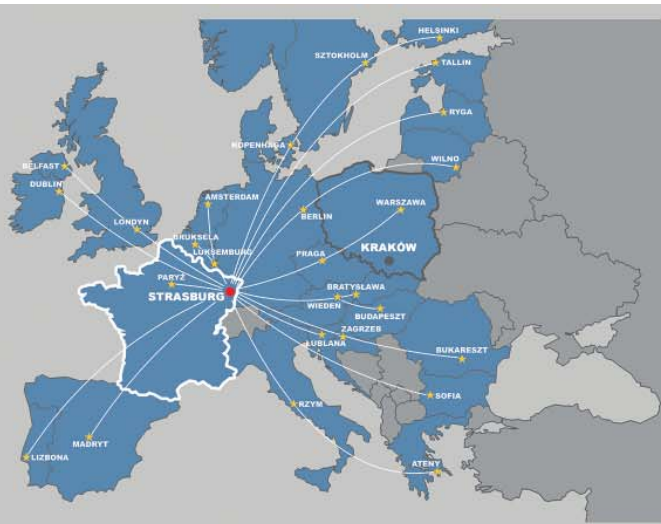 HELSINKI
SZTOKHOLM
TALLIN
RYGA
KOPENHAGA
WILNO
BELFAST
DUBLIN
AMSTERDAM
LONDYN
BERLIN
WARSZAWA
BRUKSELA
LUKSEMBURG
PRAGA
KRAKÓW
PARYŻ
STRASBURG
BRATYSŁAWA
WIEDEŃ
BUDAPESZT
ZAGRZEB
ŁUBLANA
BUKARESZT
SOFIA
RZYM
MADRYT
LIZBONA
ATENY